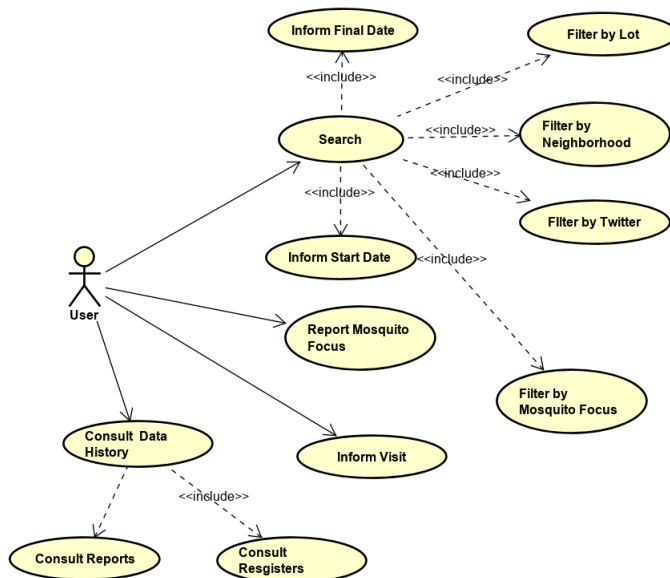 Inform Final Date
Filter by Lot
<<include>>
<<include>>
Search
<<include>>
Filter by
Neighborhood
<<include>>
<<include>>
FIlter by Twitter
Inform Start Date
<<include>>
User
Report Mosquito
Focus
Filter by
Mosquito Focus
Consult Data
History
Inform Visit
<<include>>
Consult Reports
Consult
Resgisters